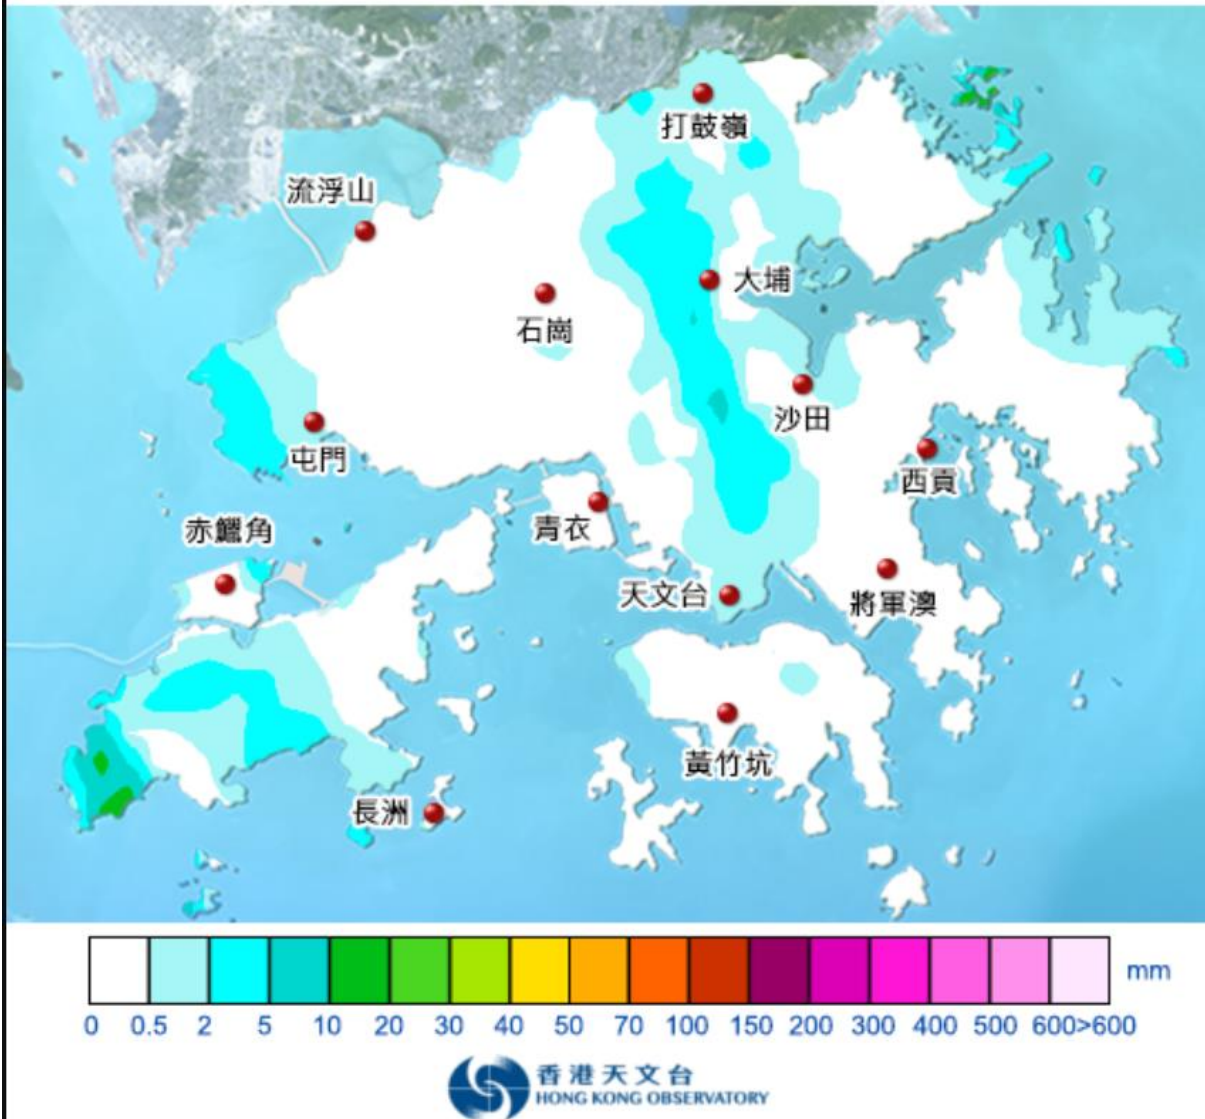 打鼓嶺
流浮山
大埔
石崗
沙田
屯門
西貢
赤鱲角
青衣
天文台
將軍澳
黃竹坑
長洲
mm
0 0.5 2 5 10 20 30 40 50 70 100 150 200 300 400 500 600>600
香港天文台
HONG KONG OBSERVATORY